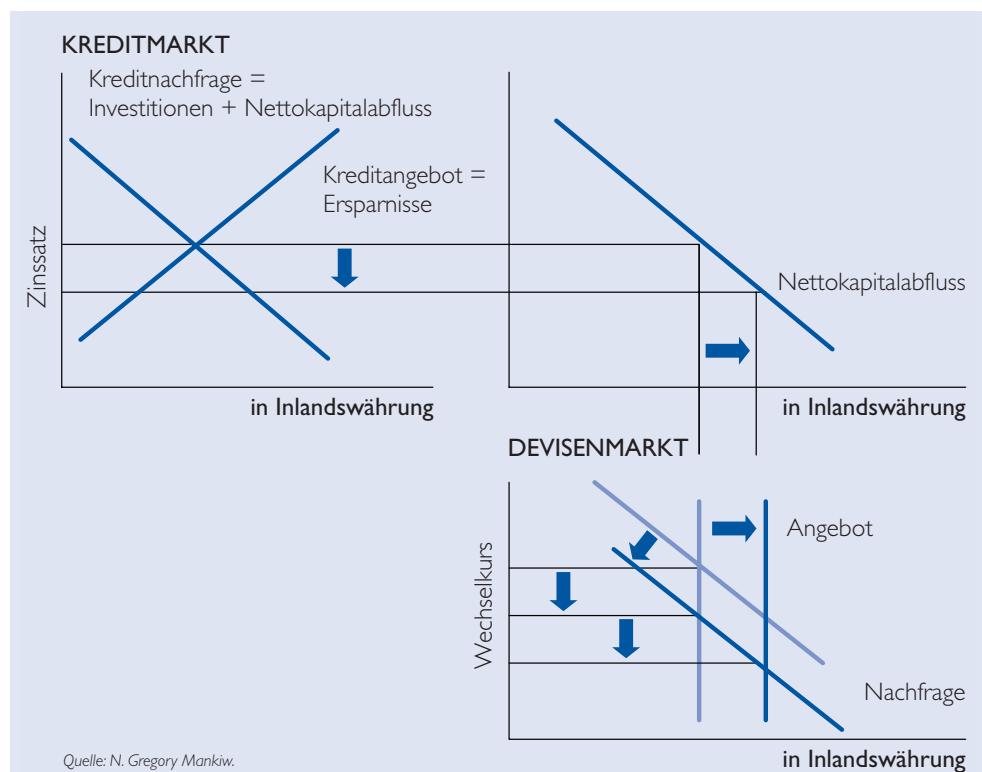 KREDITMARKT
Kreditnachfrage =
Investitionen + Nettokapitalabfluss
Kreditangebot =
Ersparnisse
Zinssatz
in Inlandswährung
Nettokapitalabfluss
in Inlandswährung
DEVISENMARKT
Angebot
Wechselkurs
Nachfrage
in Inlandswährung
Quelle: N. Gregory Mankiw.